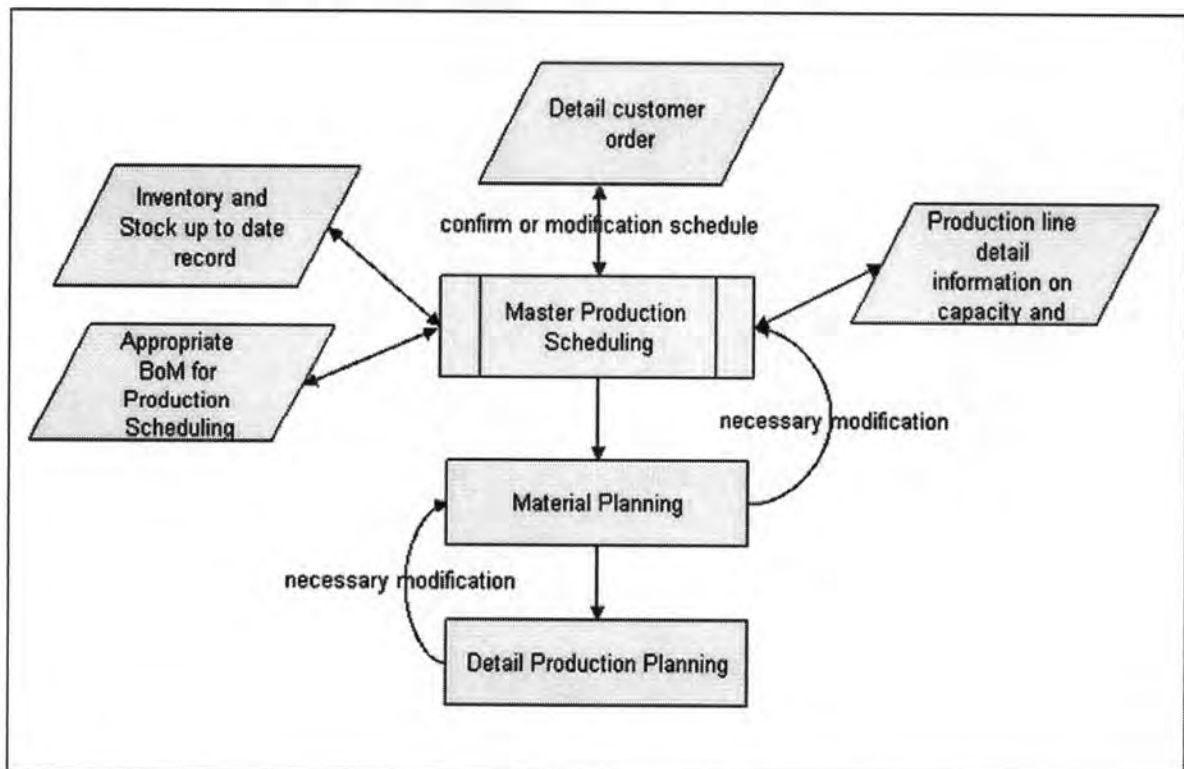 Detail customer
order
Inventory and
Stock up to date
record
confirm or modification schedule
Production line
detail
information on
capacity and
Master Production
Scheduling
Appropriate
BoM for
Production
Scheduling
necessary modification
Material Planning
necessary modification
Detail Production Planning